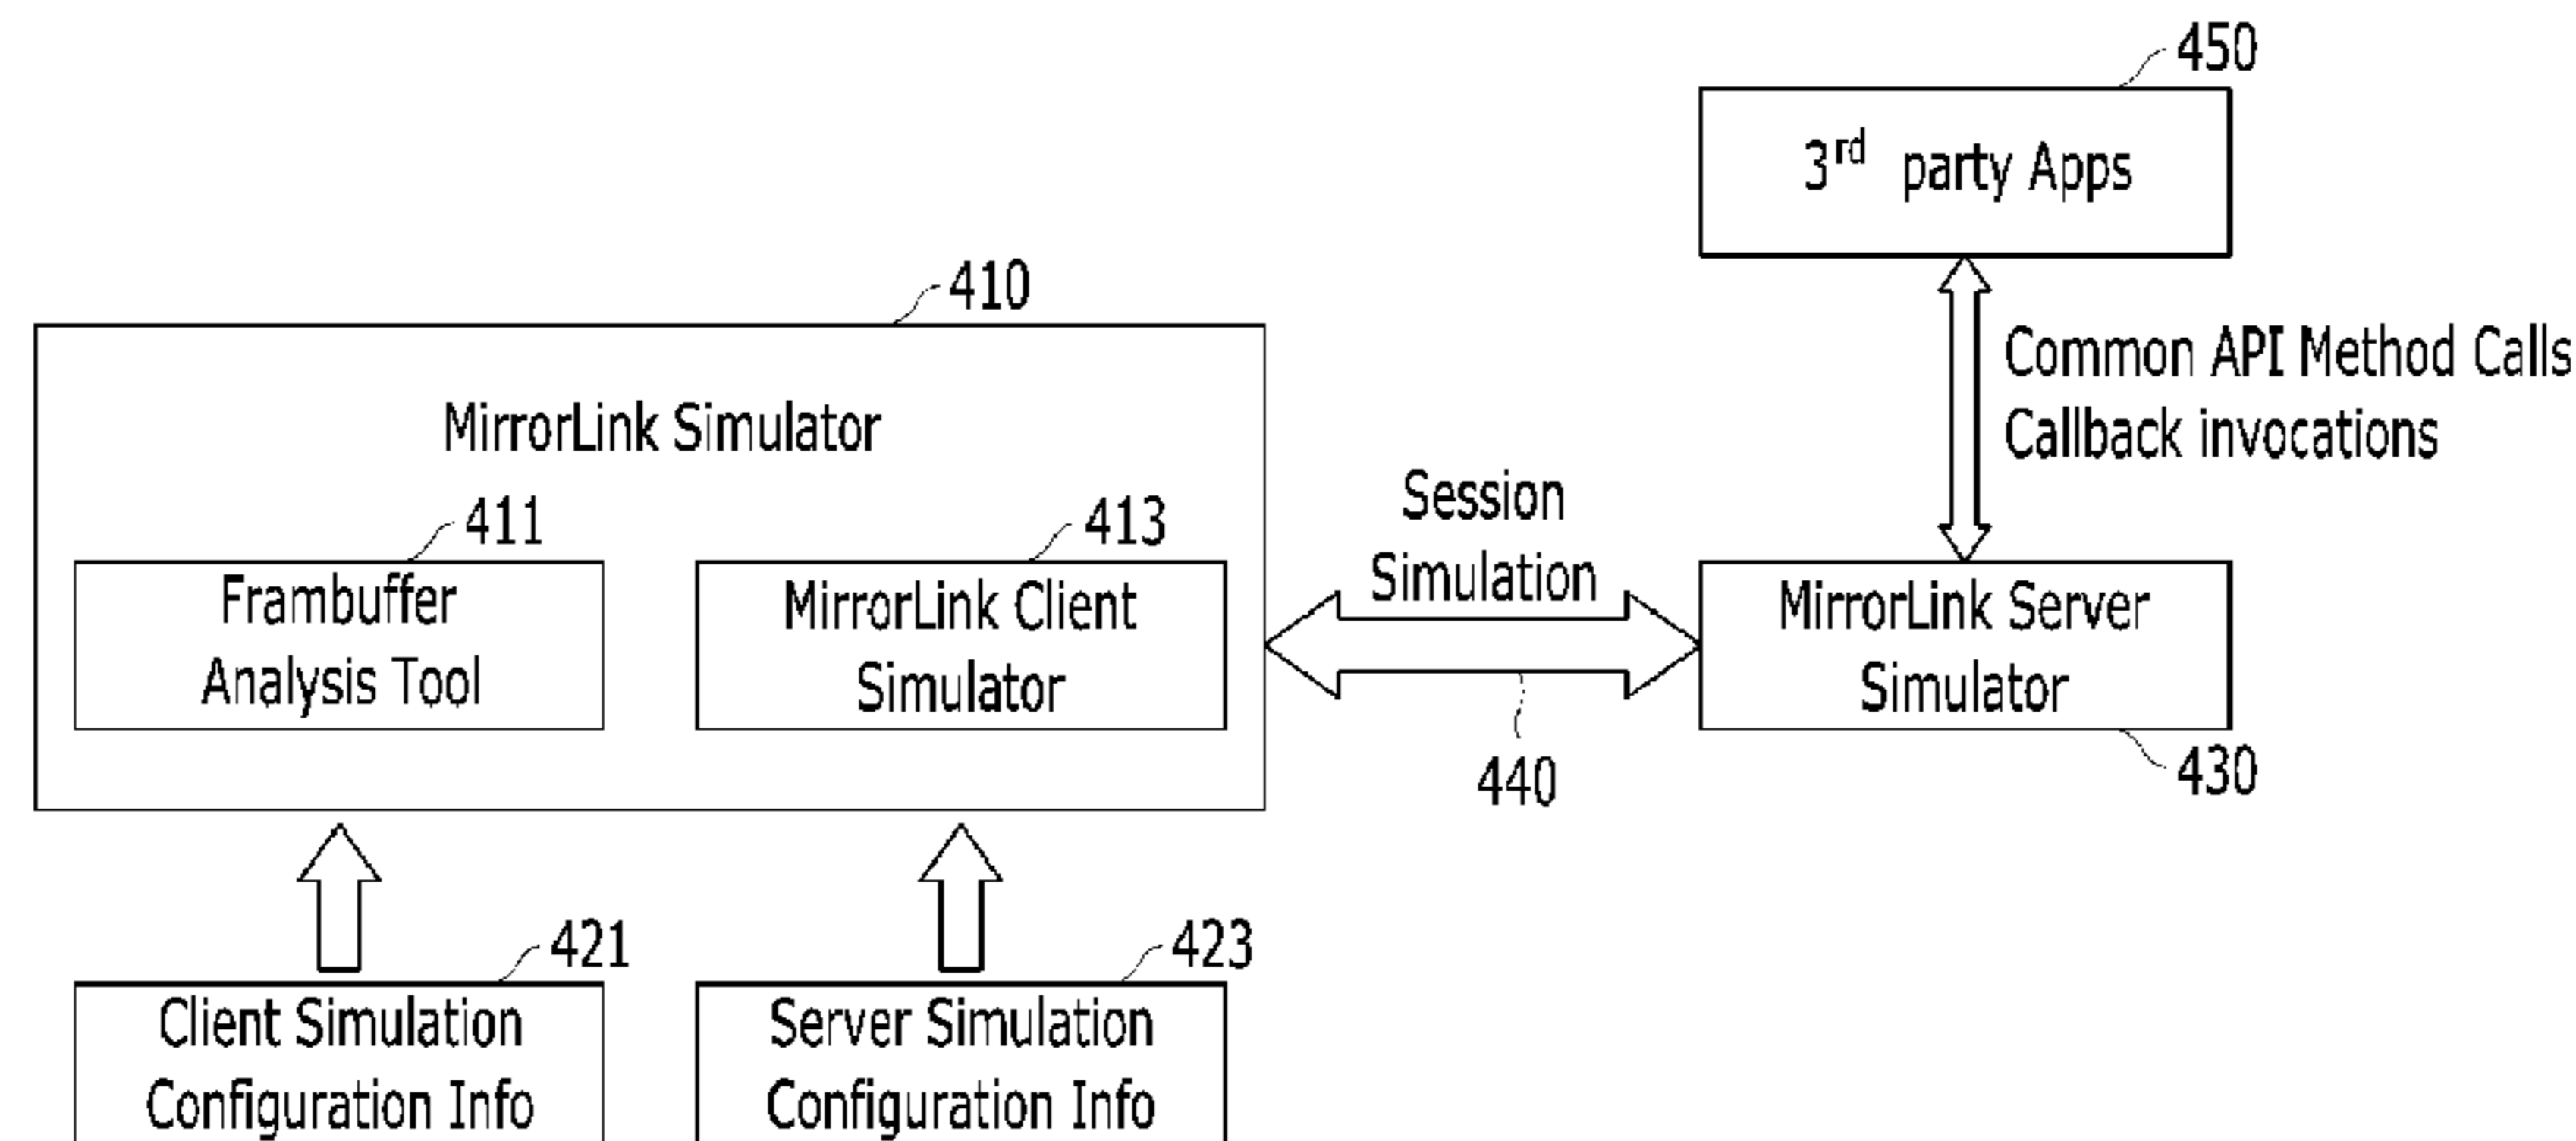 450
3rd party Apps
410
Common API Method Calls
Callback invocations
MirrorLink Simulator
Session
Simulation
411
413
Frambuffer
Analysis Tool
MirrorLink Client
Simulator
MirrorLink Server
Simulator
440
430
421
423
Client Simulation
Configuration Info
Server Simulation
Configuration Info